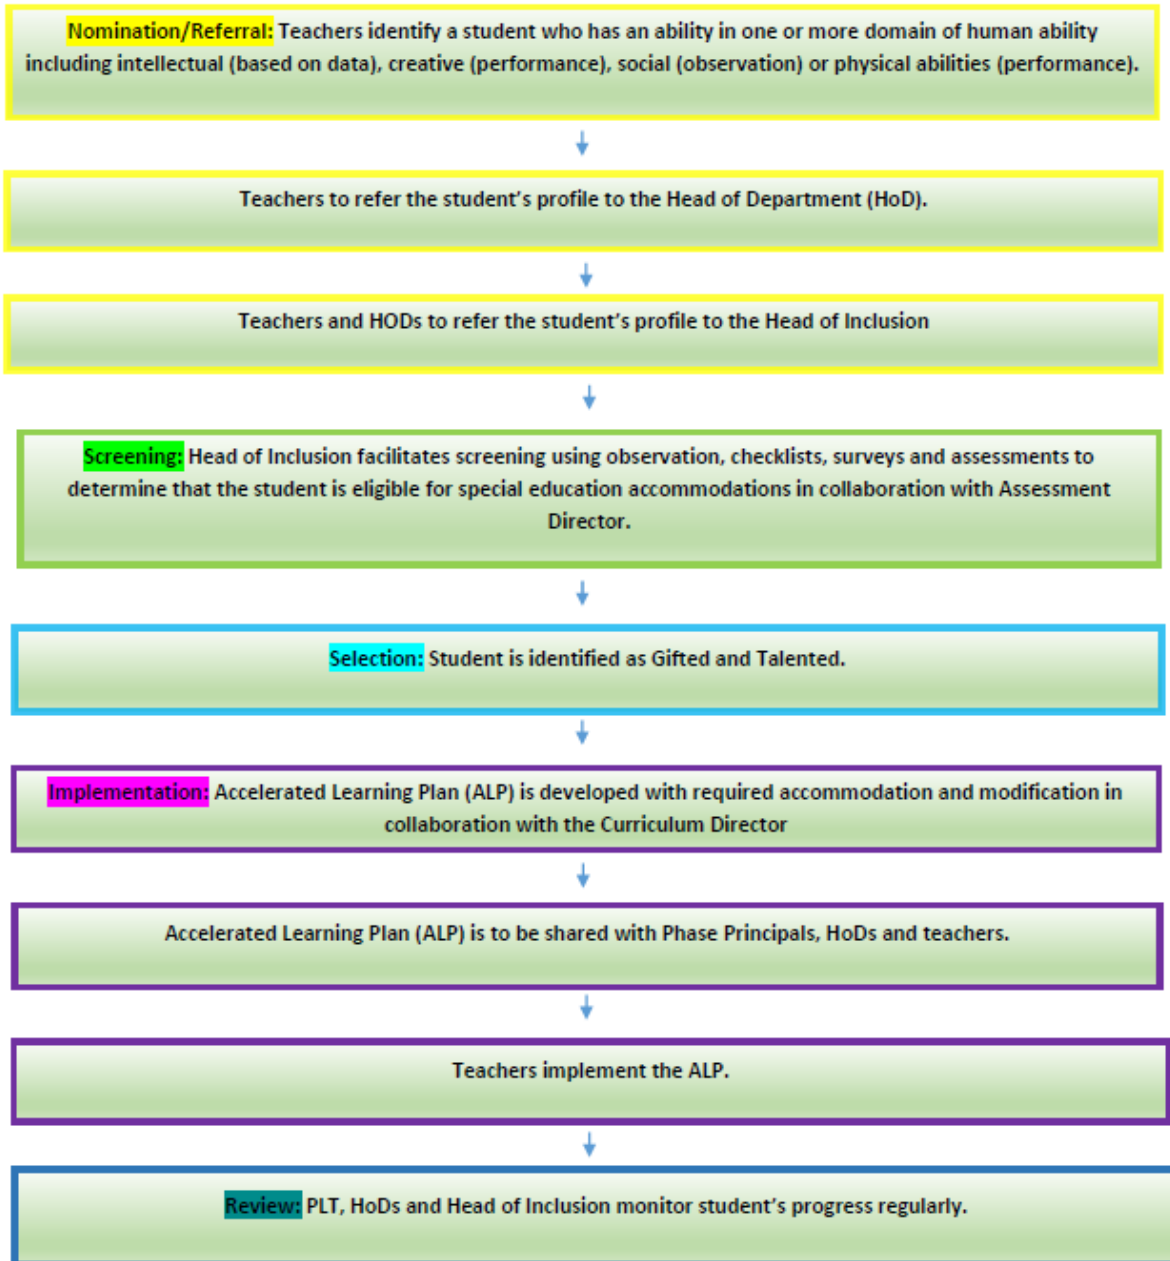 Nomination/Referral: Teachers identify a student who has an ability in one or more domain of human ability
including intellectual (based on data), creative (performance), social (observation) or physical abilities (performance).
Teachers to refer the student's profile to the Head of Department (HoD).
Teachers and HODs to refer the student's profile to the Head of Inclusion
Screening: Head of Inclusion facilitates screening using observation, checklists, surveys and assessments to
determine that the student is eligible for special education accommodations in collaboration with Assessment
Director.
Selection: Student is identified as Gifted and Talented.
Implementation: Accelerated Learning Plan (ALP) is developed with required accommodation and modification in
collaboration with the Curriculum Director
Accelerated Learning Plan (ALP) is to be shared with Phase Principals, HoDs and teachers.
Teachers implement the ALP.
Review: PLT, HoDs and Head of Inclusion monitor student's progress regularly.